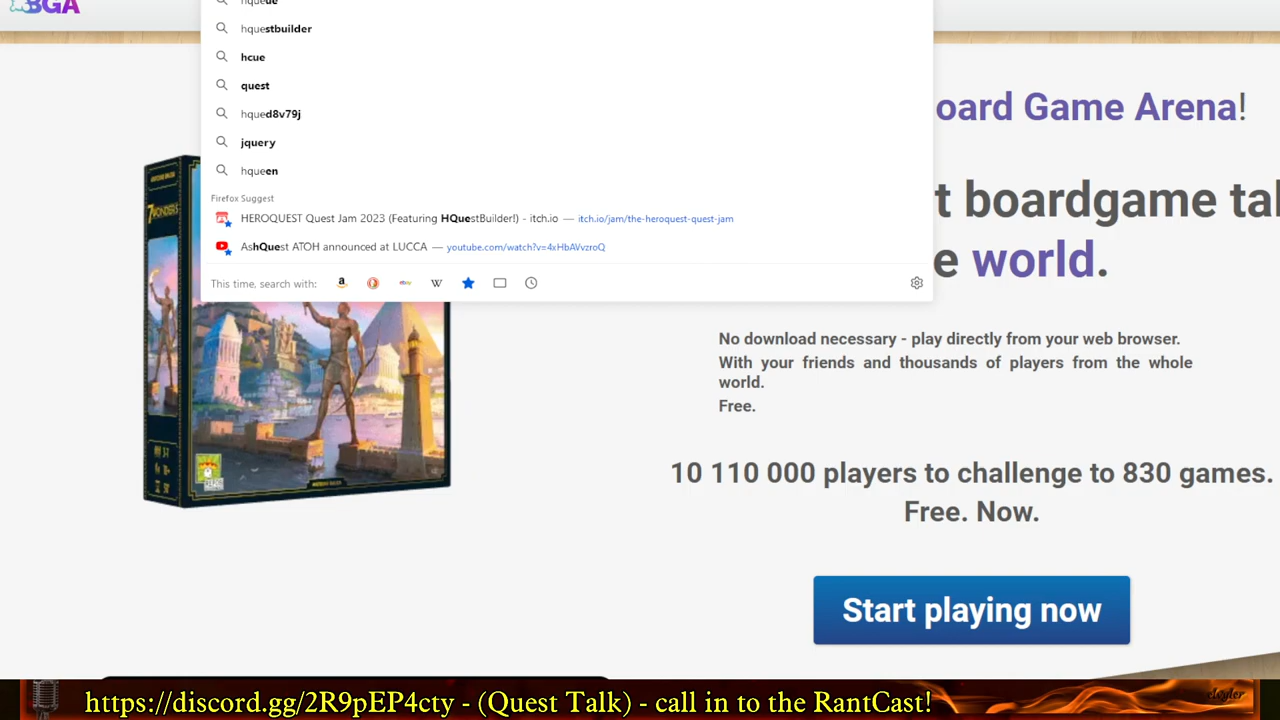 BGA
hqueue
hquestbuilder
hcue
quest
hqued8v79j
jquery
hqueen
Firefox Suggest
HEROQUEST Quest Jam 2023 (Featuring HQuestBuilder!) - itch.io — itch.io/jam/the-heroquest-quest-jam
AshQuest ATOH announced at LUCCA — youtube.com/watch?v=4xHbAVvzroQ
This time, search with: a ebay W
oard Game Arena!
t boardgame ta
e world.
7 WONDERS
No download necessary - play directly from your web browser.
With your friends and thousands of players from the whole
world.
Free.
10 110 000 players to challenge to 830 games.
Free. Now.
Start playing now
https://discord.gg/2R9pEP4cty - (Quest Talk) - call in to the RantCast!